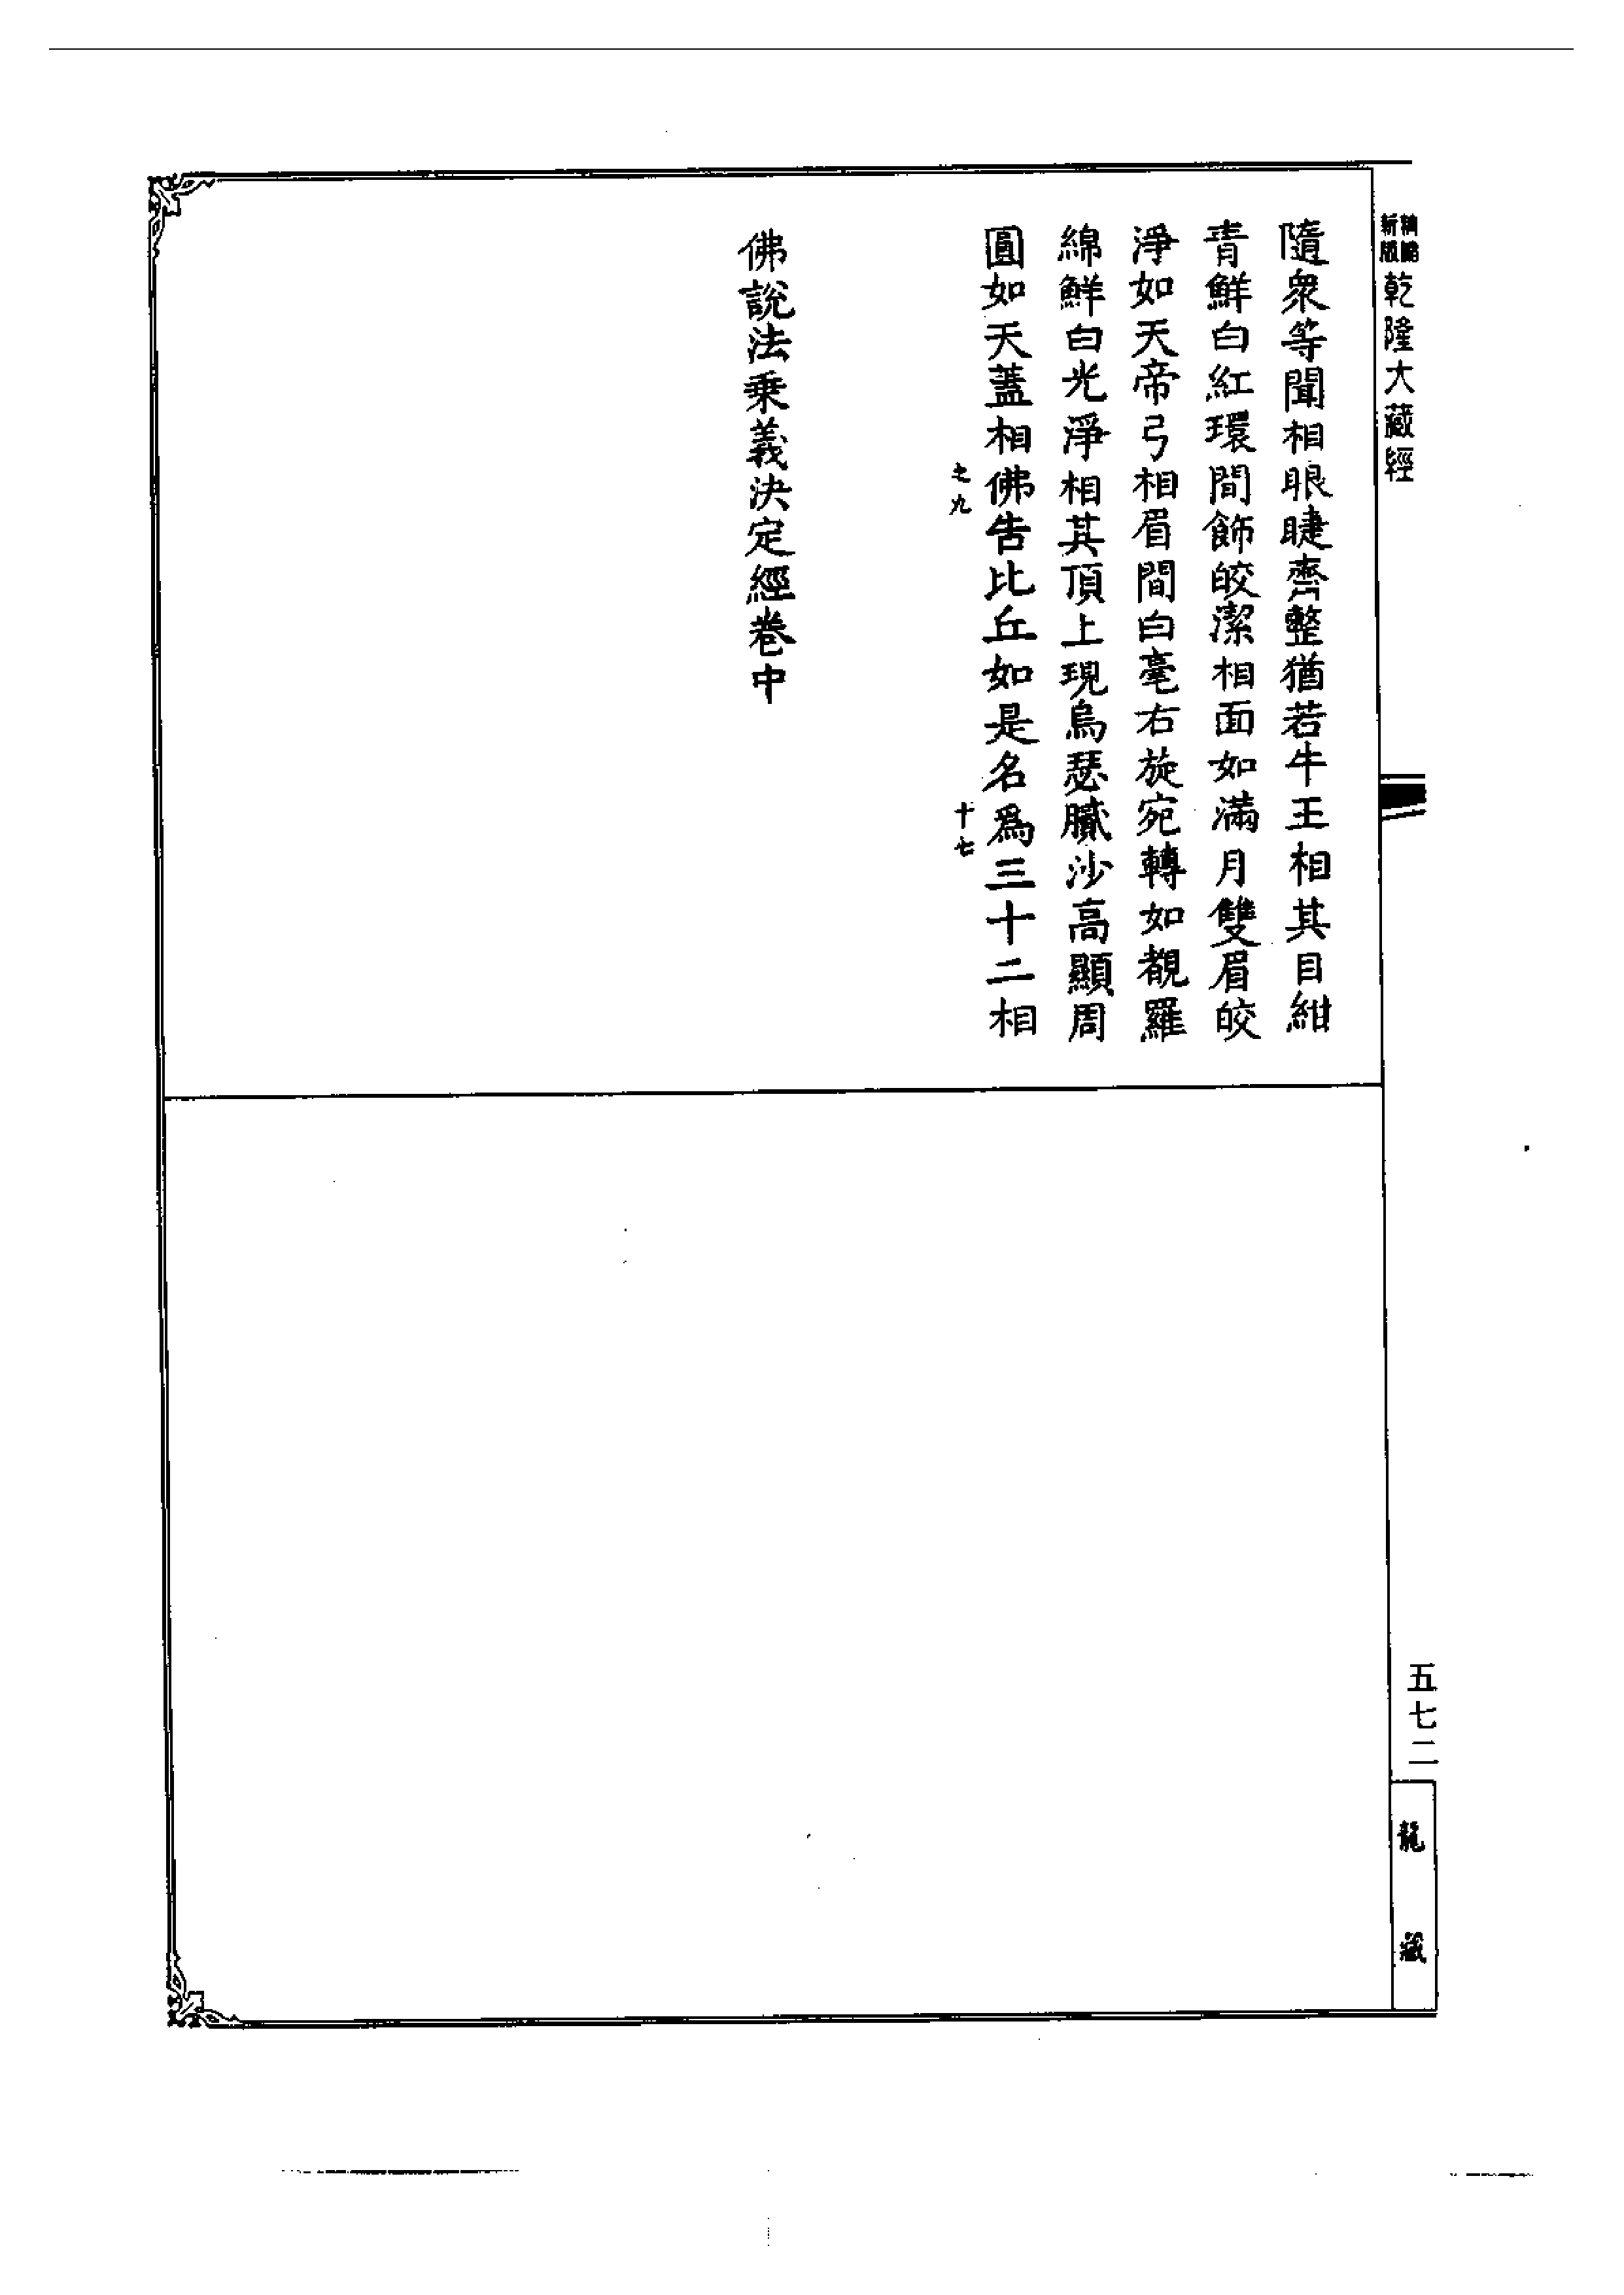 新版精縮乾隆大藏經
隨衆等聞相眼睫齊整猶若牛王相其目紺
青鮮白紅環間飾皎潔相面如滿月雙眉皎
淨如天帝弓相眉間白毫右旋宛轉如覩羅
綿鮮白光淨相其頂上現烏瑟膩沙高顯周
圓如天蓋相佛告比丘如是名爲三十二相
之九
十七
佛說法乗義決定經卷中
五七二
龍藏